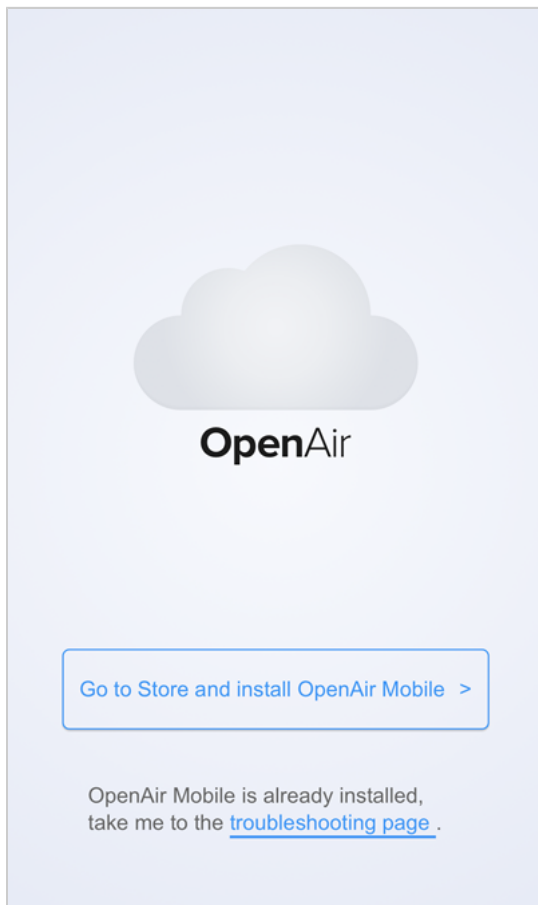 OpenAir
Go to Store and install OpenAir Mobile >
OpenAir Mobile is already installed,
take me to the troubleshooting page .